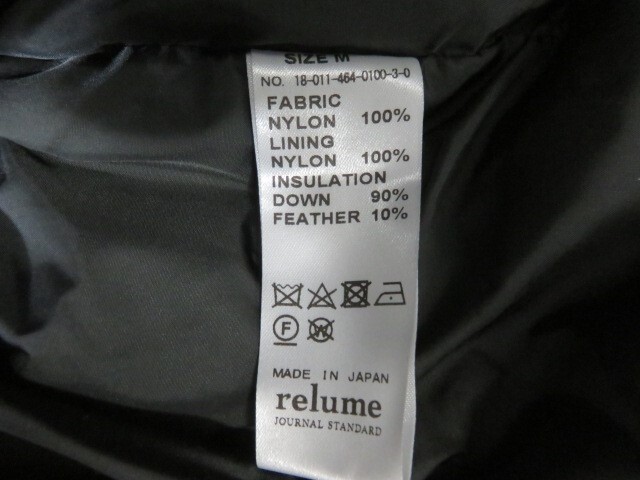 SIZE M
NO. 18-011-464-0100-3-0
FABRIC
NYLON 100%
LINING
NYLON 100%
INSULATION
DOWN 90%
FEATHER 10%
F W
MADE IN JAPAN
relume
JOURNAL STANDARD